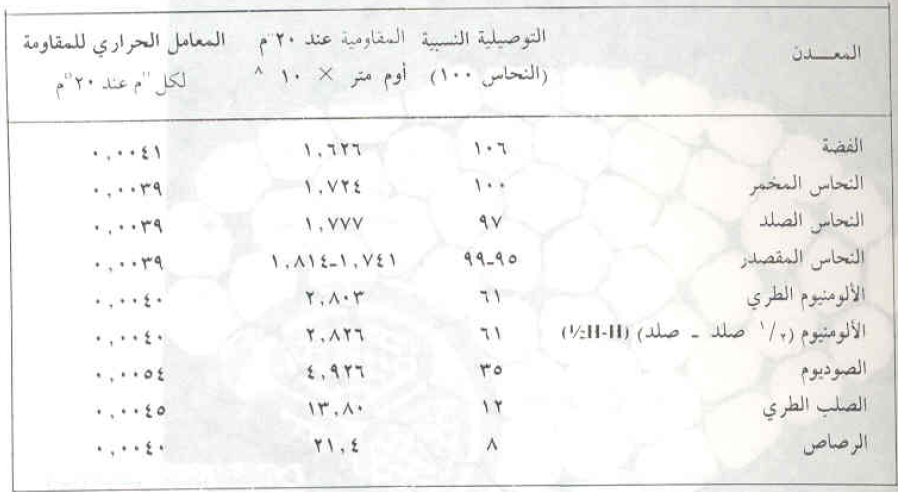 المعـــدن التوصيلية النسبية المقاومية عند ٢٠°م المعامل الحراري للمقاومة
(النحاس ١٠٠) أوم متر × ١٠ ^ ٨ لكل °م عند ٢٠°م
الفضة ١٠٦ ١,٦٢٦ ٠,٠٠٤١
النحاس المخمر ١٠٠ ١,٧٢٤ ٠,٠٠٣٩
النحاس الصلد ٩٧ ١,٧٧٧ ٠,٠٠٣٩
النحاس المقصدر ٩٥-٩٩ ١,٧٤١-١,٨١٤ ٠,٠٠٣٩
الألومنيوم الطري ٦١ ٢,٨٠٣ ٠,٠٠٤٠
الألومنيوم (١/٢ صلد - صلد) (½H-H) ٦١ ٢,٨٢٦ ٠,٠٠٤٠
الصوديوم ٣٥ ٤,٩٢٦ ٠,٠٠٥٤
الصلب الطري ١٢ ١٣,٨٠ ٠,٠٠٤٥
الرصاص ٨ ٢١,٤ ٠,٠٠٤٠